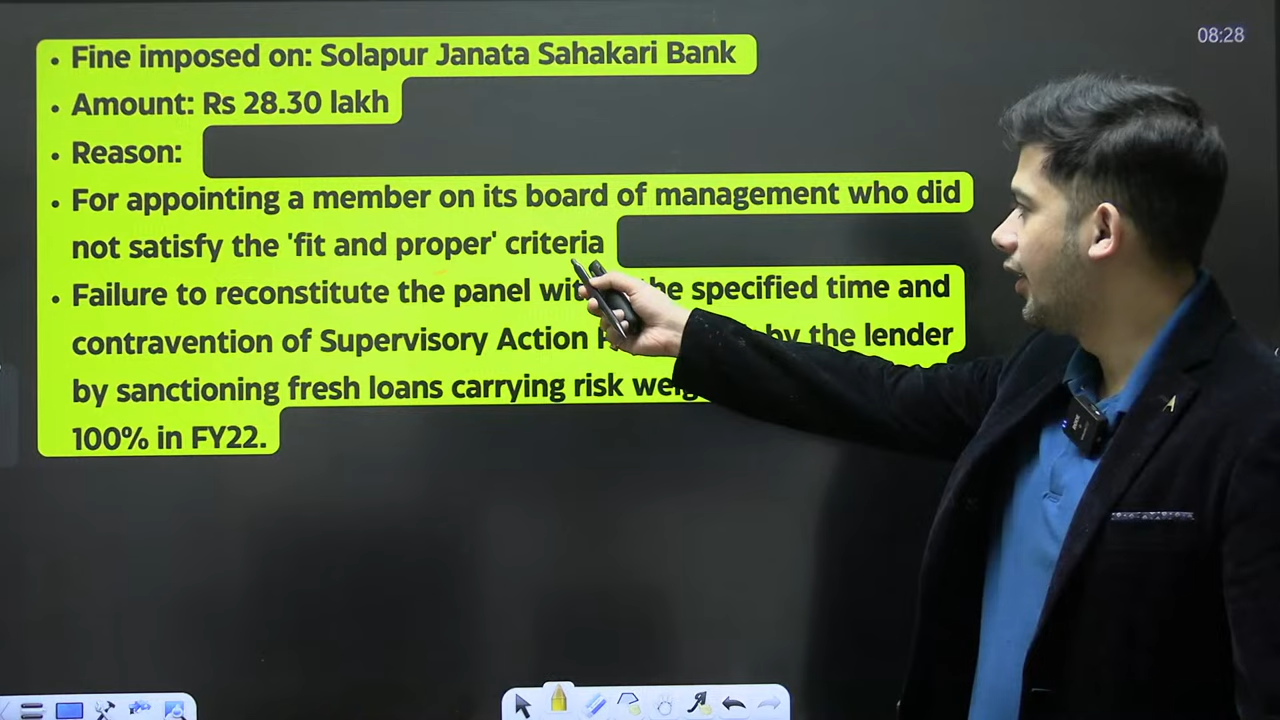 08:28
• Fine imposed on: Solapur Janata Sahakari Bank
• Amount: Rs 28.30 lakh
• Reason:
• For appointing a member on its board of management who did
not satisfy the 'fit and proper' criteria
• Failure to reconstitute the panel the specified time and
contravention of Supervisory Action by the lender
by sanctioning fresh loans carrying risk
100% in FY22.